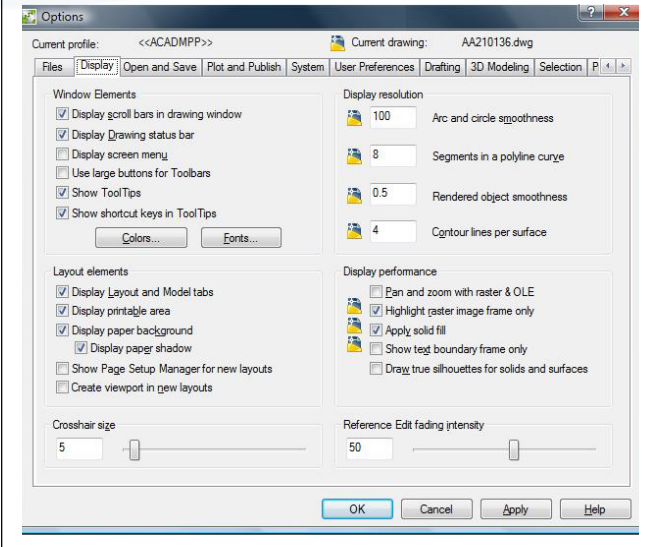 Options
Current profile: <<ACADMPP>> Current drawing: AA210136.dwg
Files Display Open and Save Plot and Publish System User Preferences Drafting 3D Modeling Selection P
Window Elements
Display scroll bars in drawing window
Display Drawing status bar
Display screen menu
Use large buttons for Toolbars
Show ToolTips
Show shortcut keys in ToolTips
Colors... Fonts...
Display resolution
100 Arc and circle smoothness
8 Segments in a polyline curve
0.5 Rendered object smoothness
4 Contour lines per surface
Layout elements
Display Layout and Model tabs
Display printable area
Display paper background
Display paper shadow
Show Page Setup Manager for new layouts
Create viewport in new layouts
Display performance
Pan and zoom with raster & OLE
Highlight raster image frame only
Apply solid fill
Show text boundary frame only
Draw true silhouettes for solids and surfaces
Crosshair size
5
Reference Edit fading intensity
50
OK Cancel Apply Help